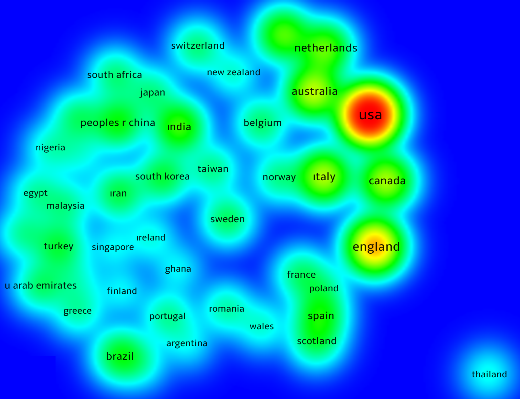 switzerland
netherlands
new zealand
south africa
japan
australia
usa
peoples r china
india
belgium
nigeria
taiwan
south korea
norway
italy
canada
egypt
iran
malaysia
sweden
ireland
turkey
singapore
england
ghana
france
u arab emirates
finland
poland
greece
portugal
romania
spain
wales
argentina
scotland
brazil
thailand